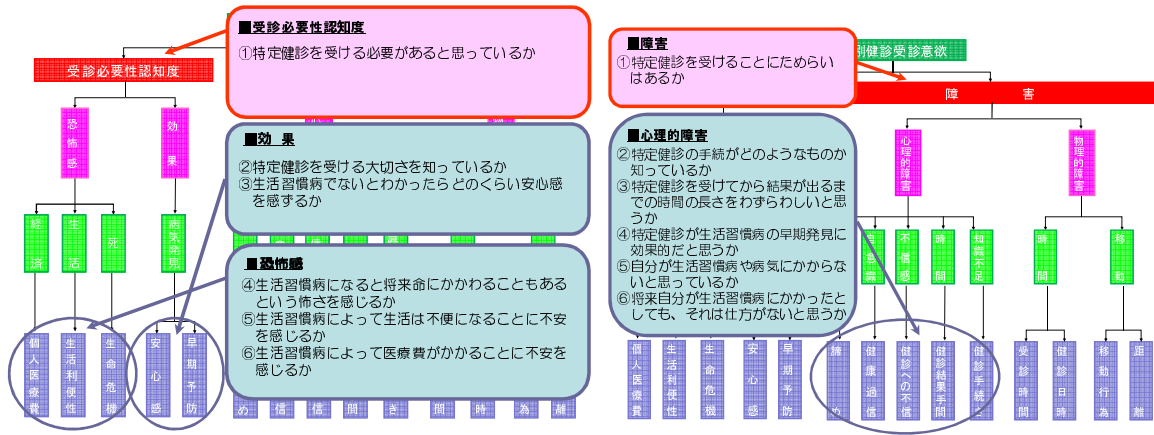 ■受診必要性認知度
①特定健診を受ける必要があると思っているか
受診必要性認知度
恐怖感
効果
■効 果
②特定健診を受ける大切さを知っているか
③生活習慣病でないとわかったらどのくらい安心感
を感ずるか
経済
生活
死
病気発見
■恐怖感
④生活習慣病になると将来命にかかわることもある
という怖さを感じるか
⑤生活習慣病によって生活は不便になることに不安
を感じるか
⑥生活習慣病によって医療費がかかることに不安を
感じるか
個人医療費
生活利便性
生命危機
安心感
早期予防
め
信
信
間
き
間
時
為
離
■障害
①特定健診を受けることにためらい
はあるか
別健診受診意欲
障 害
心理的障害
物理的障害
■心理的障害
②特定健診の手続がどのようなものか
知っているか
③特定健診を受けてから結果が出るま
での時間の長さをわずらわしいと思
うか
④特定健診が生活習慣病の早期発見に
効果的だと思うか
⑤自分が生活習慣病や病気にかからな
いと思っているか
⑥将来自分が生活習慣病にかかったと
しても、それは仕方がないと思うか
不信感
時間
知識不足
時間
移動
個人医療費
生活利便性
生命危機
安心感
早期予防
諦め
健康過信
健診への不信
健診結果手間
健診手続き
受診時間
健診日時
移動行為
距離